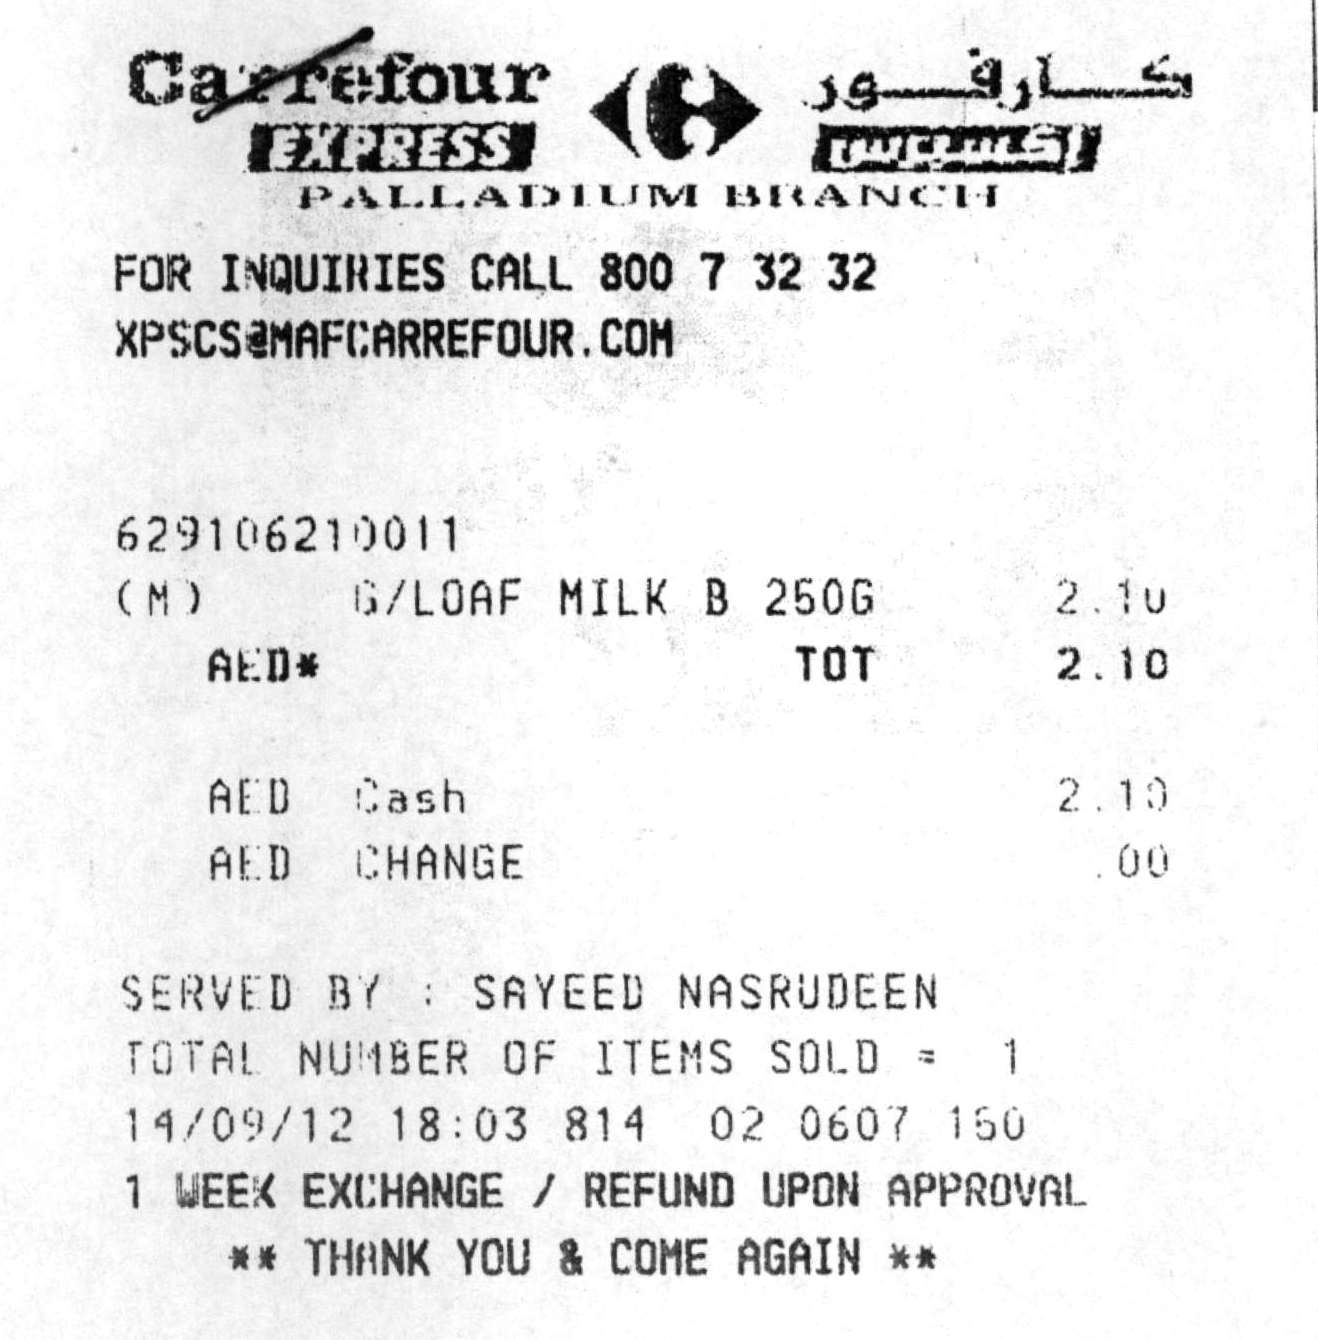 Carrefour كارفور
EXPRESS إكسبريس
PALLADIUM BRANCH
FOR INQUIRIES CALL 800 7 32 32
XPSCS@MAFCARREFOUR.COM
629106210011
(M) G/LOAF MILK B 250G 2.10
AED* TOT 2.10
AED Cash 2.10
AED CHANGE .00
SERVED BY : SAYEED NASRUDEEN
TOTAL NUMBER OF ITEMS SOLD = 1
14/09/12 18:03 814 02 0607 150
1 WEEK EXCHANGE / REFUND UPON APPROVAL
** THANK YOU & COME AGAIN **